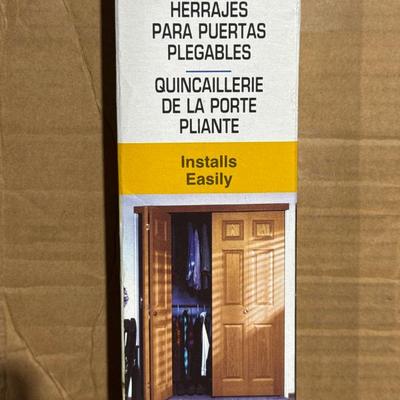 HERRAJES
PARA PUERTAS
PLEGABLES
QUINCAILLERIE
DE LA PORTE
PLIANTE
Installs
Easily